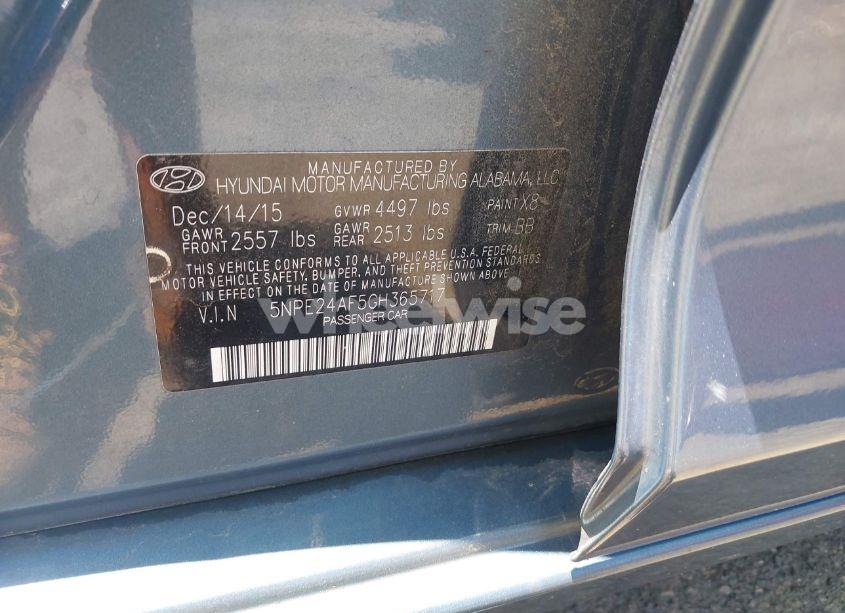 MANUFACTURED BY
HYUNDAI MOTOR MANUFACTURING ALABAMA, LLC
Dec/14/15 GVWR 4497 lbs PAINT X8
GAWR FRONT 2557 lbs GAWR REAR 2513 lbs TRIM BB
THIS VEHICLE CONFORMS TO ALL APPLICABLE U.S.A. FEDERAL
MOTOR VEHICLE SAFETY, BUMPER, AND THEFT PREVENTION STANDARDS
IN EFFECT ON THE DATE OF MANUFACTURE SHOWN ABOVE
V.I.N 5NPE24AF5GH365717
PASSENGER CAR
wheelwise